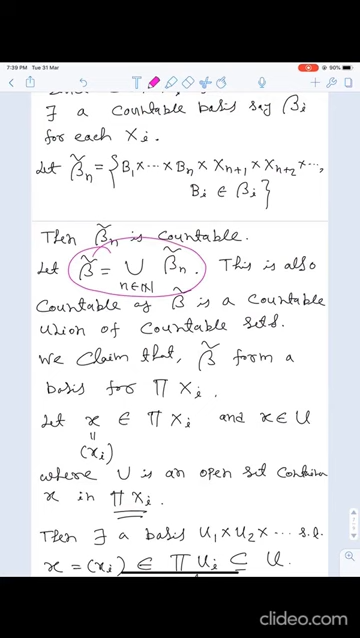 7:39 PM Tue 31 Mar
∃ a countable basis say βi
for each Xi.
Let β̃n = { B1 × ⋯ × Bn × Xn+1 × Xn+2 × ⋯,
Bi ∈ βi }
Then β̃n is countable.
Let β̃ = ∪ n∈ℕ β̃n. This is also
countable as β̃ is a countable
union of countable sets.
We claim that, β̃ form a
basis for Π Xi.
Let x ∈ Π Xi and x ∈ U
=
(xi)
where U is an open set
x in Π Xi.
Then ∃ a basis U1 × U2 × ⋯ s.t.
x = (xi) ∈ Π Ui ⊆ U.
clideo.com